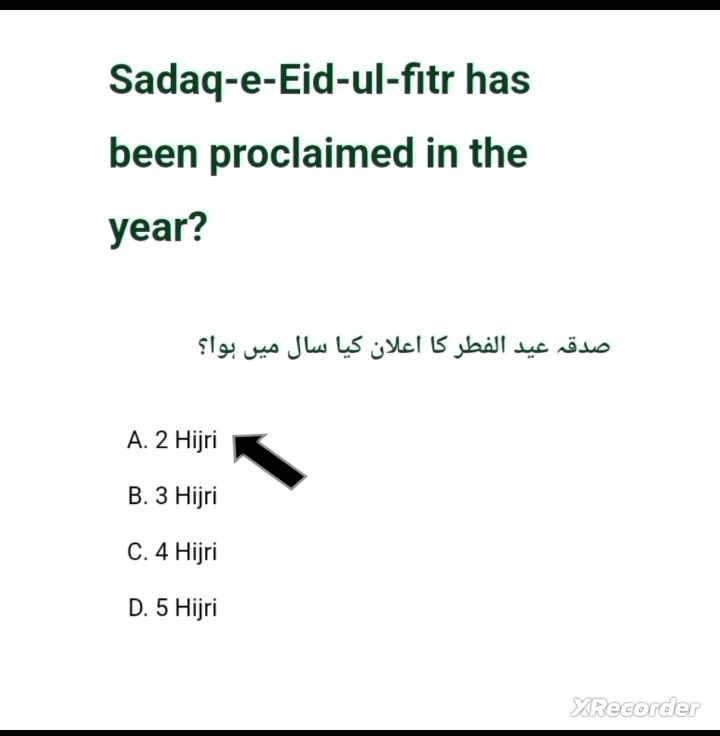 Sadaq-e-Eid-ul-fitr has
been proclaimed in the
year?
صدقہ عید الفطر کا اعلان کیا سال میں ہوا؟
A. 2 Hijri
B. 3 Hijri
C. 4 Hijri
D. 5 Hijri
XRecorder